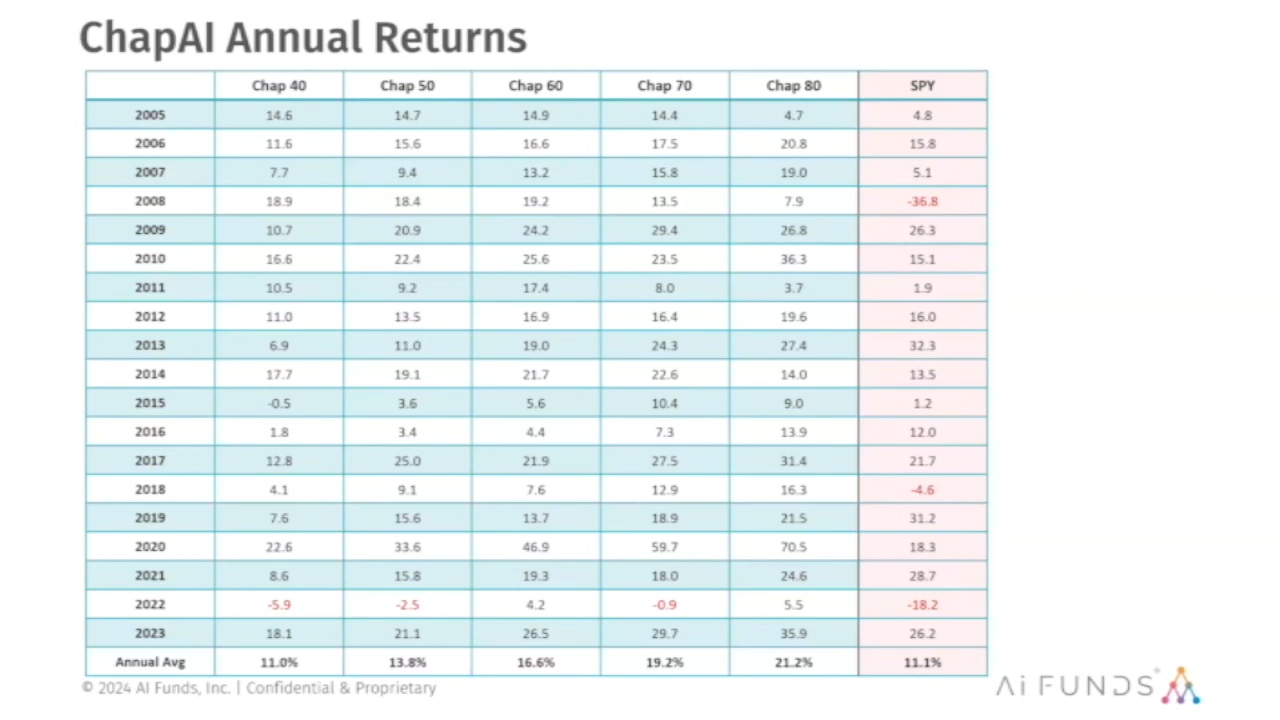 ChapAI Annual Returns
Chap 40 Chap 50 Chap 60 Chap 70 Chap 80 SPY
2005 14.6 14.7 14.9 14.4 4.7 4.8
2006 11.6 15.6 16.6 17.5 20.8 15.8
2007 7.7 9.4 13.2 15.8 19.0 5.1
2008 18.9 18.4 19.2 13.5 7.9 -36.8
2009 10.7 20.9 24.2 29.4 26.8 26.3
2010 16.6 22.4 25.6 23.5 36.3 15.1
2011 10.5 9.2 17.4 8.0 3.7 1.9
2012 11.0 13.5 16.9 16.4 19.6 16.0
2013 6.9 11.0 19.0 24.3 27.4 32.3
2014 17.7 19.1 21.7 22.6 14.0 13.5
2015 -0.5 3.6 5.6 10.4 9.0 1.2
2016 1.8 3.4 4.4 7.3 13.9 12.0
2017 12.8 25.0 21.9 27.5 31.4 21.7
2018 4.1 9.1 7.6 12.9 16.3 -4.6
2019 7.6 15.6 13.7 18.9 21.5 31.2
2020 22.6 33.6 46.9 59.7 70.5 18.3
2021 8.6 15.8 19.3 18.0 24.6 28.7
2022 -5.9 -2.5 4.2 -0.9 5.5 -18.2
2023 18.1 21.1 26.5 29.7 35.9 26.2
Annual Avg 11.0% 13.8% 16.6% 19.2% 21.2% 11.1%
© 2024 AI Funds, Inc. | Confidential & Proprietary
Ai FUNDS